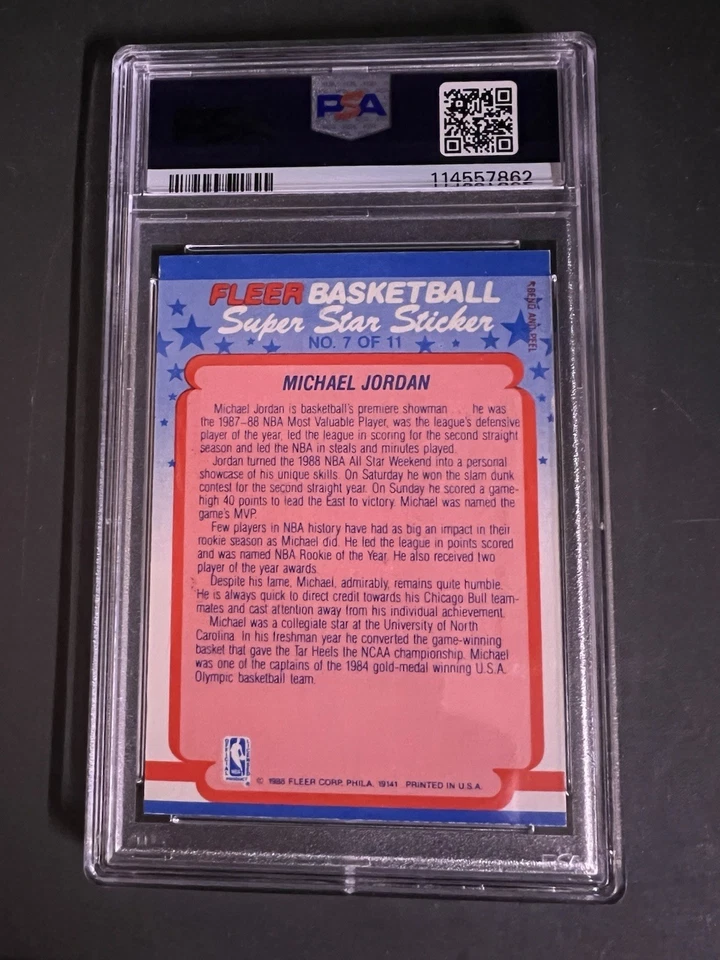 PSA
114557862
FLEER BASKETBALL
Super Star Sticker
NO. 7 OF 11
BEND AND PEEL
MICHAEL JORDAN
Michael Jordan is basketball's premiere showman . . . he was
the 1987-88 NBA Most Valuable Player, was the league's defensive
player of the year, led the league in scoring for the second straight
season and led the NBA in steals and minutes played.
Jordan turned the 1988 NBA All Star Weekend into a personal
showcase of his unique skills. On Saturday he won the slam dunk
contest for the second straight year. On Sunday he scored a game-
high 40 points to lead the East to victory. Michael was named the
game's MVP.
Few players in NBA history have had as big an impact in their
rookie season as Michael did. He led the league in points scored
and was named NBA Rookie of the Year. He also received two
player of the year awards.
Despite his fame, Michael, admirably, remains quite humble.
He is always quick to direct credit towards his Chicago Bull team-
mates and cast attention away from his individual achievement.
Michael was a collegiate star at the University of North
Carolina. In his freshman year he converted the game-winning
basket that gave the Tar Heels the NCAA championship. Michael
was one of the captains of the 1984 gold-medal winning U.S.A.
Olympic basketball team.
© 1988 FLEER CORP. PHILA. 19141 PRINTED IN U.S.A.